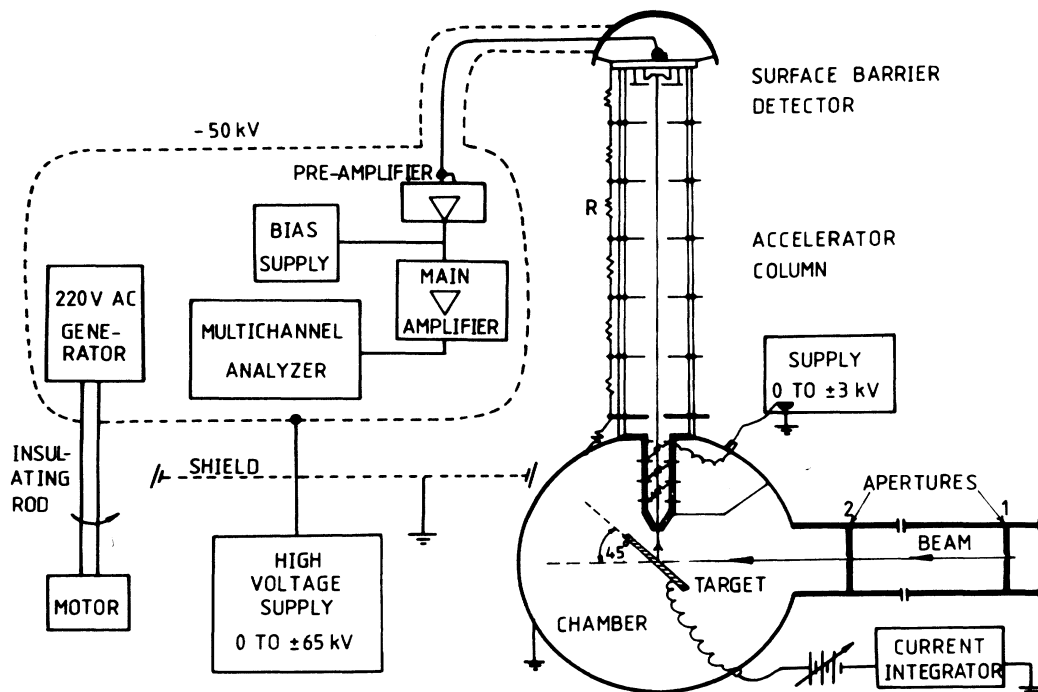 SURFACE BARRIER
DETECTOR
-50 kV
PRE-AMPLIFIER
R
BIAS
SUPPLY
ACCELERATOR
COLUMN
220V AC
GENE-
RATOR
MAIN
AMPLIFIER
MULTICHANNEL
ANALYZER
SUPPLY
0 TO ±3 kV
INSUL-
ATING
ROD
SHIELD
APERTURES
2
1
BEAM
45
HIGH
VOLTAGE
SUPPLY
0 TO ±65 kV
MOTOR
TARGET
CHAMBER
CURRENT
INTEGRATOR